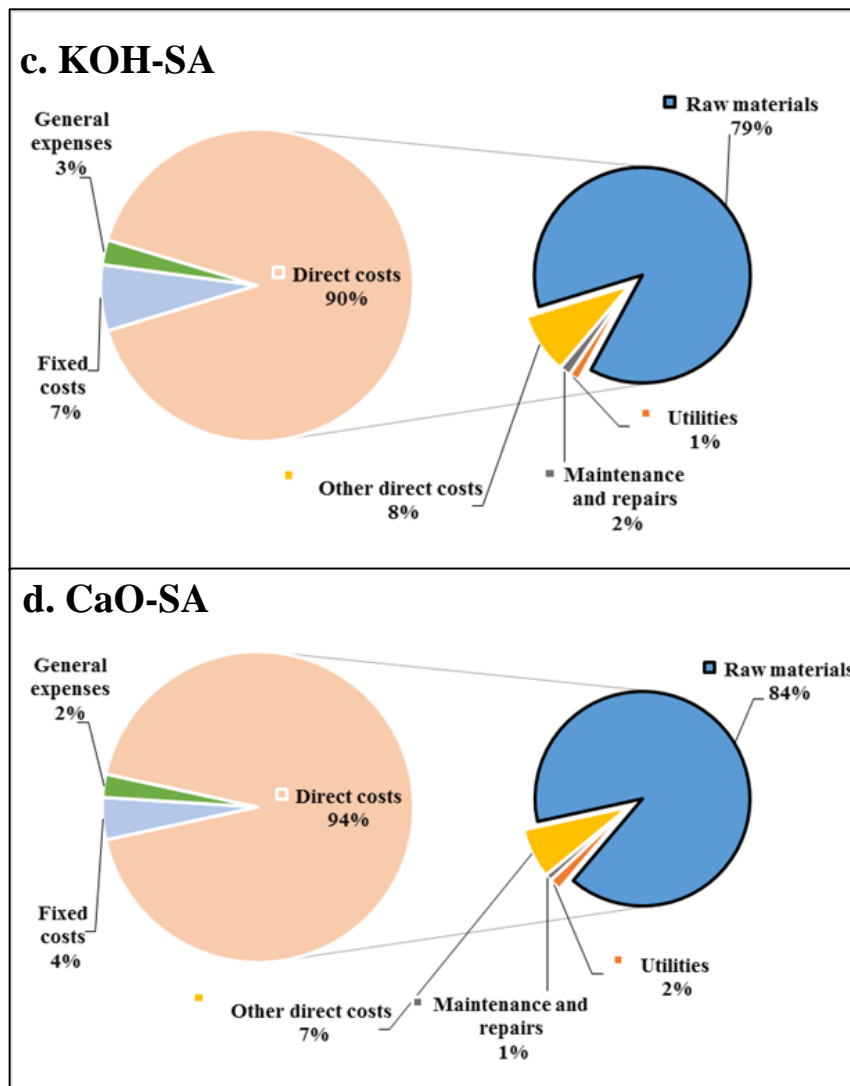 c. KOH-SA
General
expenses
3%
Raw materials
79%
Direct costs
90%
Fixed
costs
7%
Utilities
1%
Other direct costs
8%
Maintenance
and repairs
2%
d. CaO-SA
General
expenses
2%
Raw materials
84%
Direct costs
94%
Fixed
costs
4%
Utilities
2%
Other direct costs
7%
Maintenance and
repairs
1%